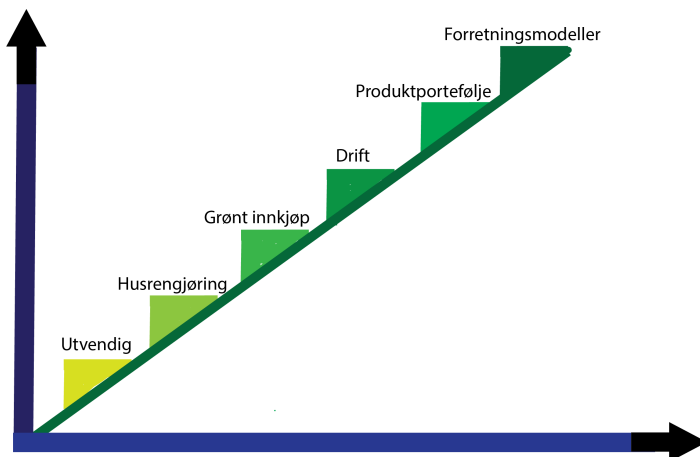 Forretningsmodeller
Produktportefølje
Drift
Grønt innkjøp
Husrengjøring
Utvendig